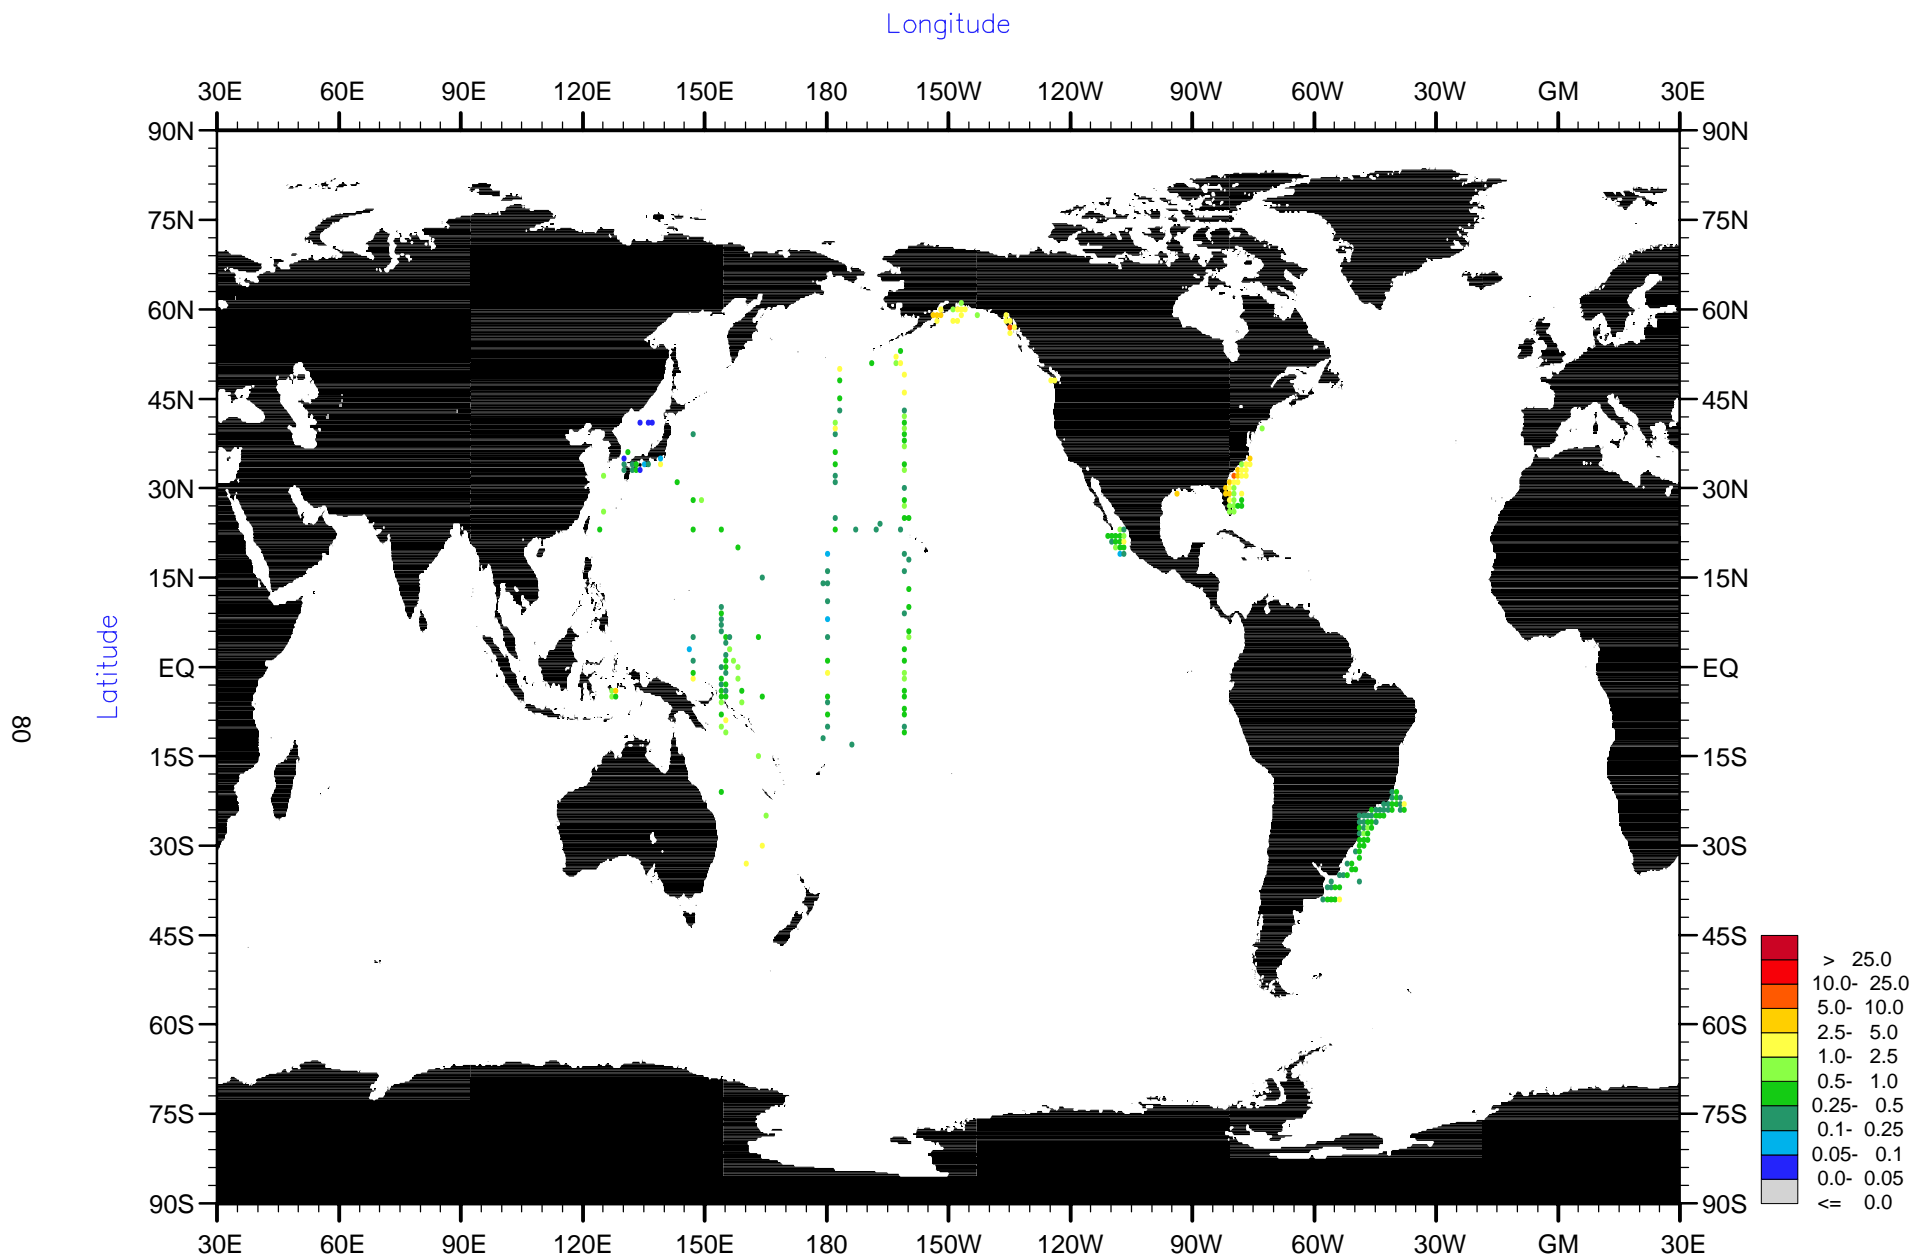 Longitude
30E 60E 90E 120E 150E 180 150W 120W 90W 60W 30W GM 30E
90N 90N
75N 75N
60N 60N
45N 45N
30N 30N
15N 15N
Latitude
EQ EQ
80
15S 15S
30S 30S
45S 45S
> 25.0
10.0- 25.0
5.0- 10.0
60S 60S
2.5- 5.0
1.0- 2.5
0.5- 1.0
0.25- 0.5
75S 75S
0.1- 0.25
0.05- 0.1
0.0- 0.05
<= 0.0
90S 90S
30E 60E 90E 120E 150E 180 150W 120W 90W 60W 30W GM 30E